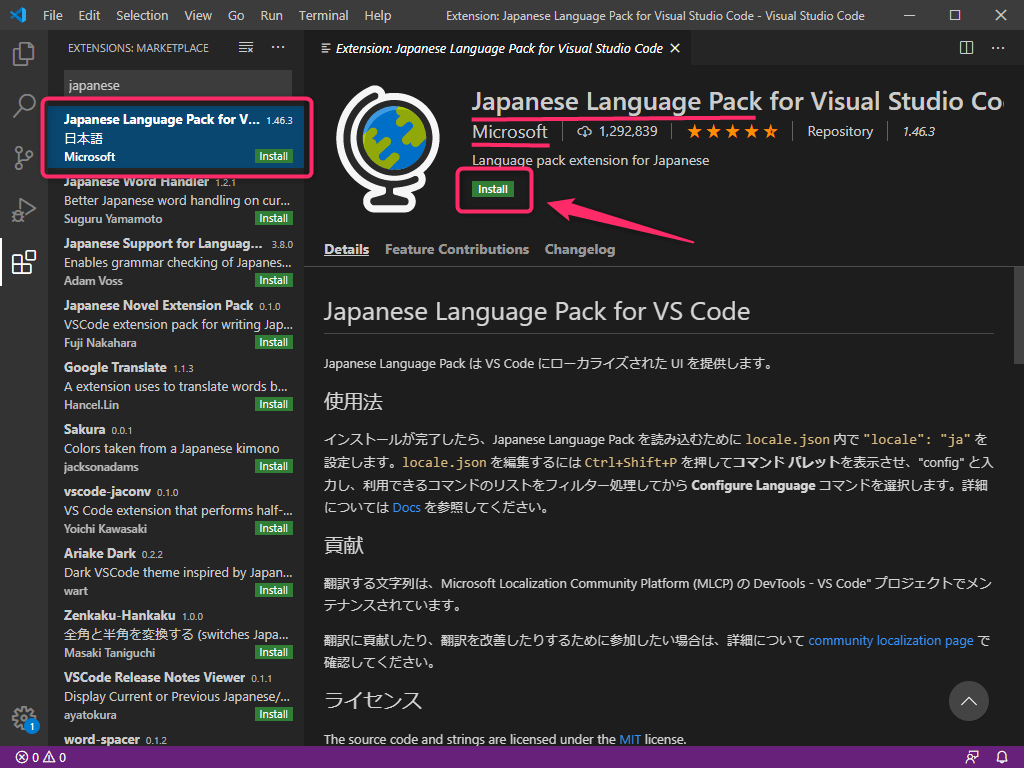 File Edit Selection View Go Run Terminal Help Extension: Japanese Language Pack for Visual Studio Code - Visual Studio Code
EXTENSIONS: MARKETPLACE
japanese
Japanese Language Pack for V... 1.46.3
日本語
Microsoft Install
Japanese Word Handler 1.2.1
Better Japanese word handling on cur...
Suguru Yamamoto Install
Japanese Support for Languag... 3.8.0
Enables grammar checking of Japanes...
Adam Voss Install
Japanese Novel Extension Pack 0.1.0
VSCode extension pack for writing Jap...
Fuji Nakahara Install
Google Translate 1.1.3
A extension uses to translate words b...
Hancel.Lin Install
Sakura 0.0.1
Colors taken from a Japanese kimono
jacksonadams Install
vscode-jaconv 0.1.0
VS Code extension that performs half-...
Yoichi Kawasaki Install
Ariake Dark 0.2.2
Dark VSCode theme inspired by Japan...
wart Install
Zenkaku-Hankaku 1.0.0
全角と半角を変換する (switches Japa...
Masaki Taniguchi Install
VSCode Release Notes Viewer 0.1.1
Display Current or Previous Japanese/...
ayatokura Install
word-spacer 0.1.2
Extension: Japanese Language Pack for Visual Studio Code
Japanese Language Pack for Visual Studio Co
Microsoft 1,292,839 Repository 1.46.3
Language pack extension for Japanese
Install
Details Feature Contributions Changelog
Japanese Language Pack for VS Code
Japanese Language Pack は VS Code にローカライズされた UI を提供します。
使用法
インストールが完了したら、Japanese Language Pack を読み込むために locale.json 内で "locale": "ja" を
設定します。locale.json を編集するには Ctrl+Shift+P を押してコマンド パレットを表示させ、"config" と入
力し、利用できるコマンドのリストをフィルター処理してから Configure Language コマンドを選択します。詳細
については Docs を参照してください。
貢献
翻訳する文字列は、Microsoft Localization Community Platform (MLCP) の DevTools - VS Code" プロジェクトでメン
テナンスされています。
翻訳に貢献したり、翻訳を改善したりするために参加したい場合は、詳細について community localization page で
確認してください。
ライセンス
The source code and strings are licensed under the MIT license.
1
0 0